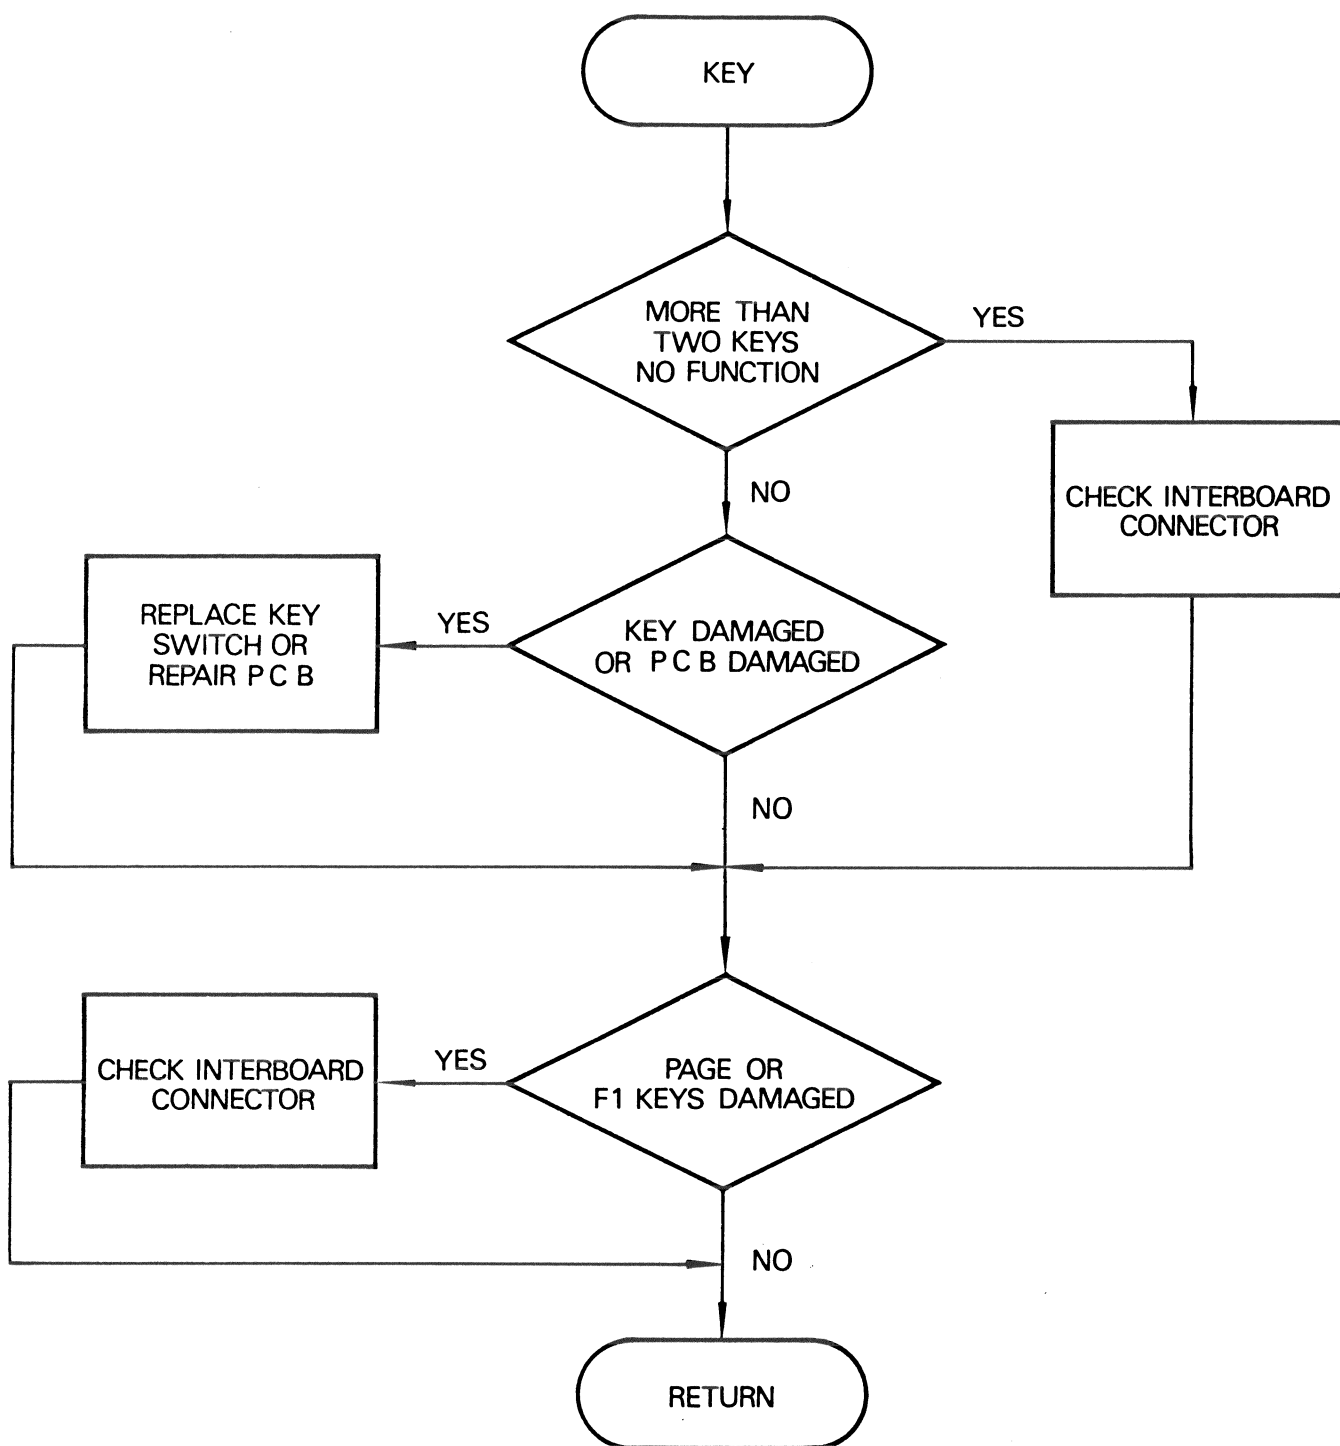 KEY
MORE THAN
TWO KEYS
NO FUNCTION
YES
CHECK INTERBOARD
CONNECTOR
NO
REPLACE KEY
SWITCH OR
REPAIR P C B
YES
KEY DAMAGED
OR P C B DAMAGED
NO
CHECK INTERBOARD
CONNECTOR
YES
PAGE OR
F1 KEYS DAMAGED
NO
RETURN